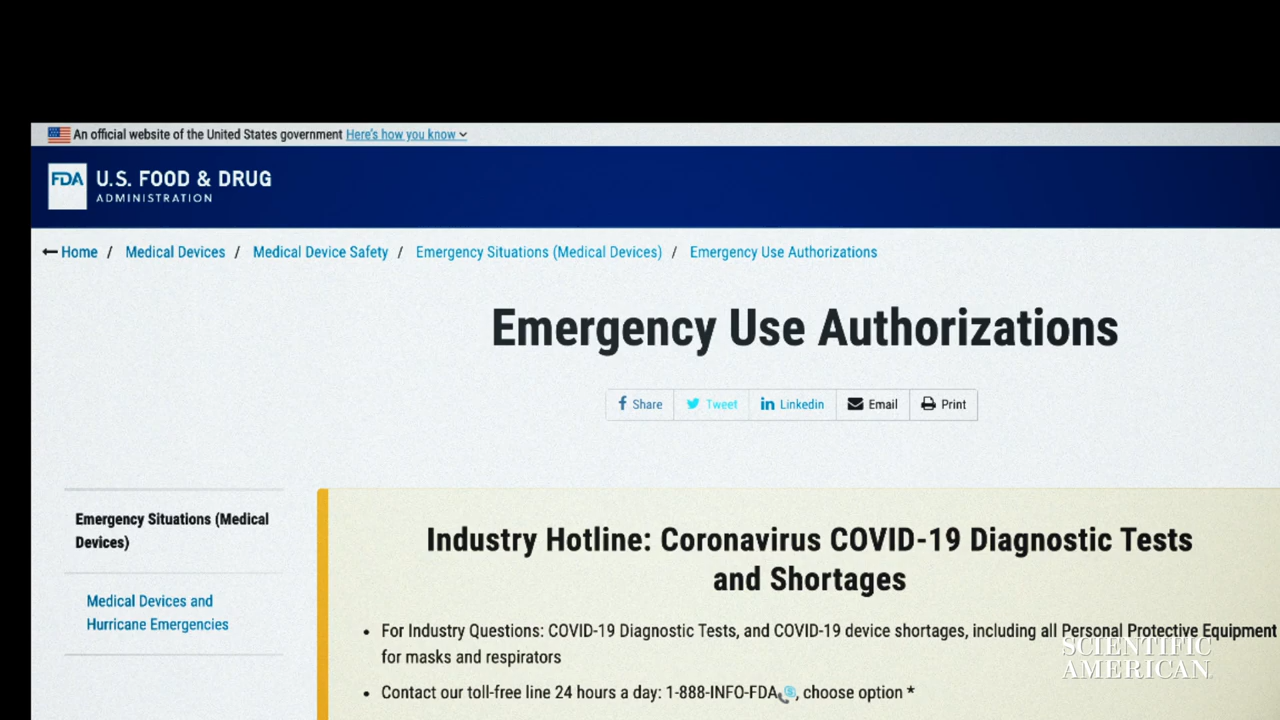 An official website of the United States government Here's how you know
FDA U.S. FOOD & DRUG
ADMINISTRATION
Home / Medical Devices / Medical Device Safety / Emergency Situations (Medical Devices) / Emergency Use Authorizations
Emergency Use Authorizations
Share Tweet Linkedin Email Print
Emergency Situations (Medical
Devices)
Medical Devices and
Hurricane Emergencies
Industry Hotline: Coronavirus COVID-19 Diagnostic Tests
and Shortages
• For Industry Questions: COVID-19 Diagnostic Tests, and COVID-19 device shortages, including all Personal Protective Equipment
for masks and respirators
• Contact our toll-free line 24 hours a day: 1-888-INFO-FDA, choose option *
SCIENTIFIC
AMERICAN